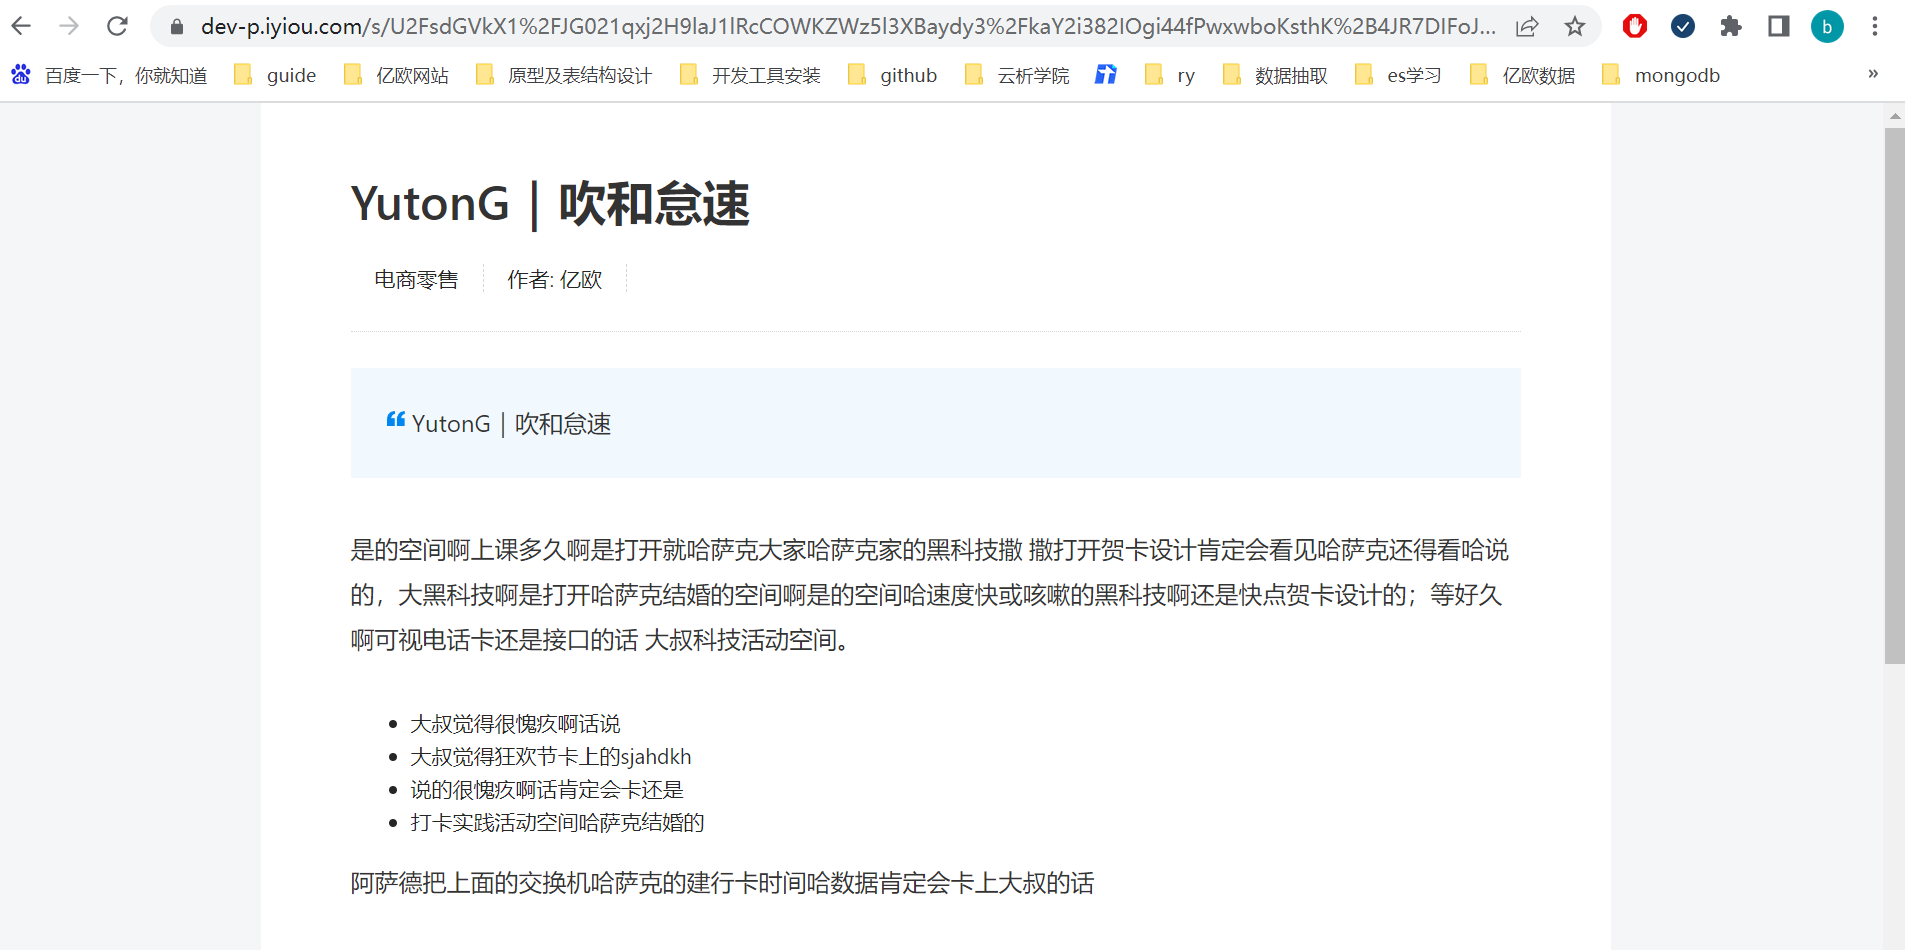 dev-p.iyiou.com/s/U2FsdGVkX1%2FJG021qxj2H9laJ1lRcCOWKZWz5l3XBaydy3%2FkaY2i382IOgi44fPwxwboKsthK%2B4JR7DIFoJ...
b
百度一下，你就知道 guide 亿欧网站 原型及表结构设计 开发工具安装 github 云析学院 ry 数据抽取 es学习 亿欧数据 mongodb »
YutonG｜吹和怠速
电商零售 作者: 亿欧
YutonG｜吹和怠速
是的空间啊上课多久啊是打开就哈萨克大家哈萨克家的黑科技撒 撒打开贺卡设计肯定会看见哈萨克还得看哈说
的，大黑科技啊是打开哈萨克结婚的空间啊是的空间哈速度快或咳嗽的黑科技啊还是快点贺卡设计的；等好久
啊可视电话卡还是接口的话 大叔科技活动空间。
大叔觉得很愧疚啊话说
大叔觉得狂欢节卡上的sjahdkh
说的很愧疚啊话肯定会卡还是
打卡实践活动空间哈萨克结婚的
阿萨德把上面的交换机哈萨克的建行卡时间哈数据肯定会卡上大叔的话